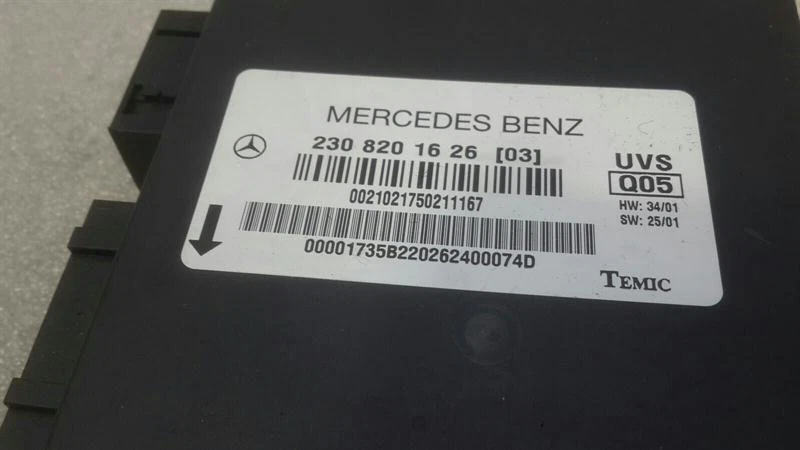 MERCEDES BENZ
230 820 16 26 [03]
0021021750211167
00001735B220262400074D
UVS
Q05
HW: 34/01
SW: 25/01
TEMIC